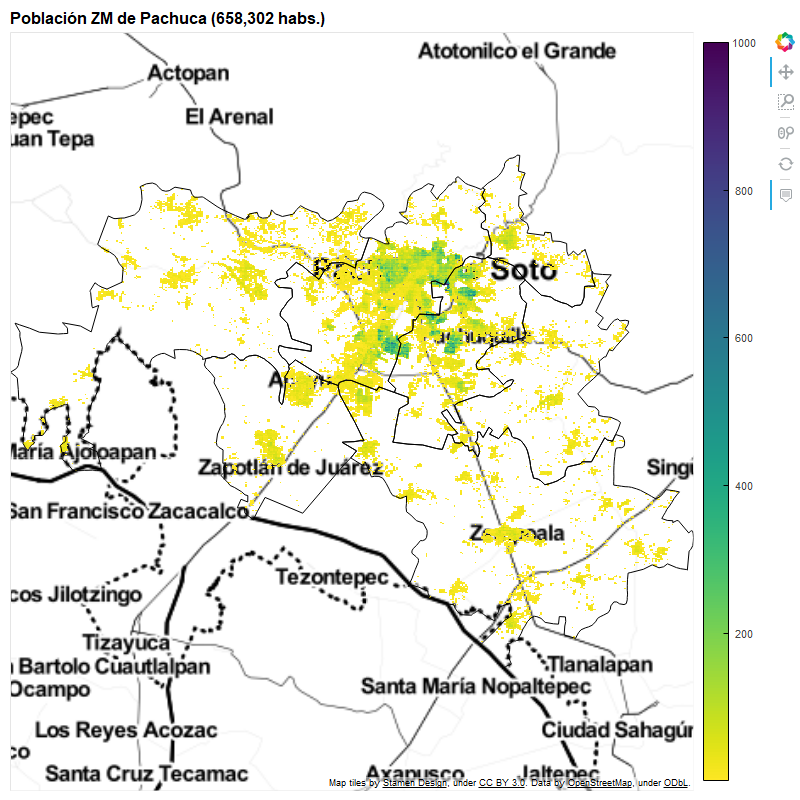 Población ZM de Pachuca (658,302 habs.)
Atotonilco el Grande
Actopan
El Arenal
epec
uan Tepa
Soto
María Ajoloapan
Zapotlán de Juárez
Singu
San Francisco Zacacalco
Tezontepec
cos Jilotzingo
Tizayuca
Bartolo Cuautlalpan
Ocampo
Tlanalapan
Santa María Nopaltepec
Los Reyes Acozac
Ciudad Sahagún
co
Santa Cruz Tecamac
Axapusco
Jaltepec
Map tiles by Stamen Design, under CC BY 3.0. Data by OpenStreetMap, under ODbL.
1000
800
600
400
200